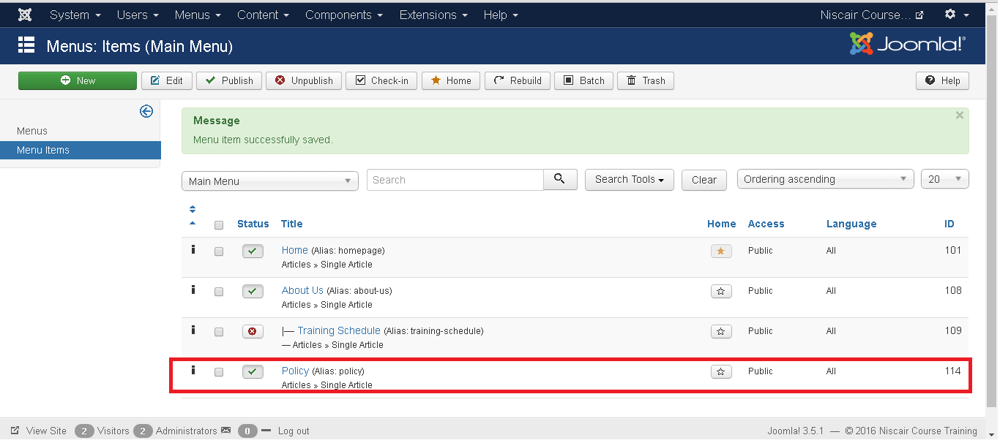 System Users Menus Content Components Extensions Help Niscair Course...
Menus: Items (Main Menu) Joomla!®
New Edit Publish Unpublish Check-in Home Rebuild Batch Trash Help
Menus
Menu Items
Message
Menu item successfully saved.
Main Menu Search Search Tools Clear Ordering ascending 20
Status Title Home Access Language ID
Home (Alias: homepage) Public All 101
Articles » Single Article
About Us (Alias: about-us) Public All 108
Articles » Single Article
|— Training Schedule (Alias: training-schedule) Public All 109
— Articles » Single Article
Policy (Alias: policy) Public All 114
Articles » Single Article
View Site 2 Visitors 2 Administrators 0 Log out Joomla! 3.5.1 — © 2016 Niscair Course Training